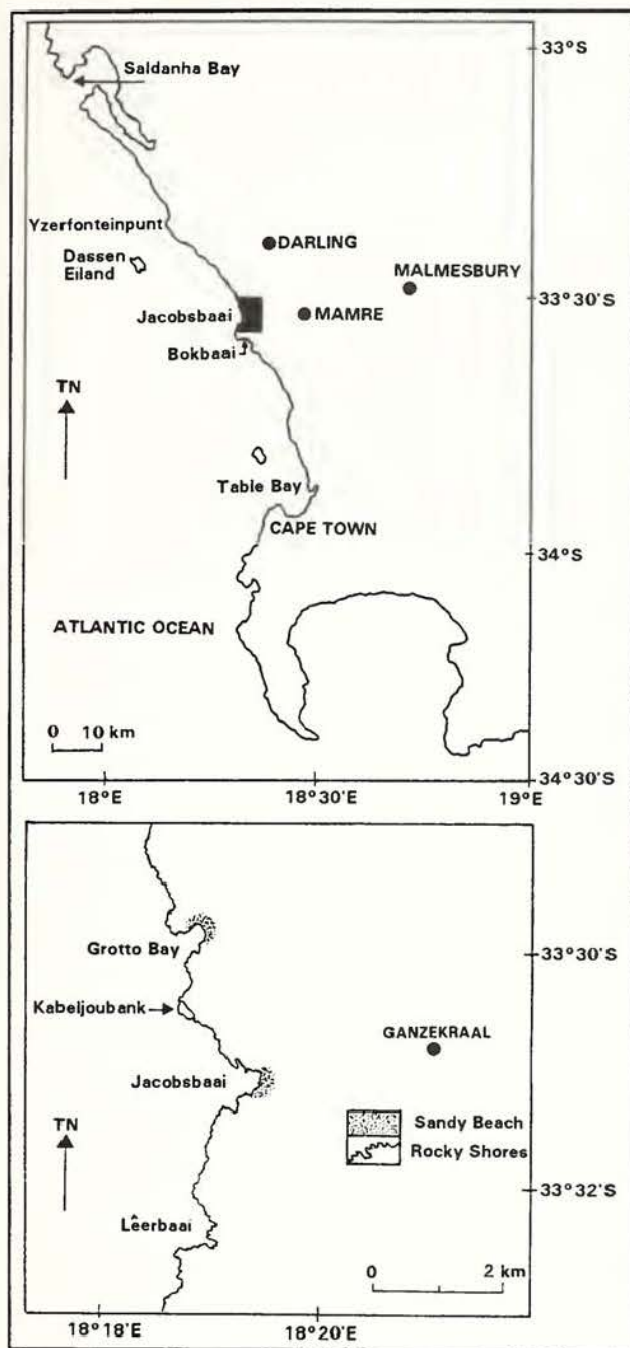 33°S
Saldanha Bay
Yzerfonteinpunt
Dassen
Eiland
DARLING
MALMESBURY
33°30'S
Jacobsbaai
MAMRE
Bokbaai
TN
Table Bay
CAPE TOWN
34°S
ATLANTIC OCEAN
0 10 km
34°30'S
18°
18°30'S
19°
Grotto Bay
33°30'S
Kabeljoubank
GANZEKRAAL
Jacobsbaai
TN
Sandy Beach
Rocky Shores
33°32'S
Lêerbaai
0 2 km
18°18'E
18°20'E